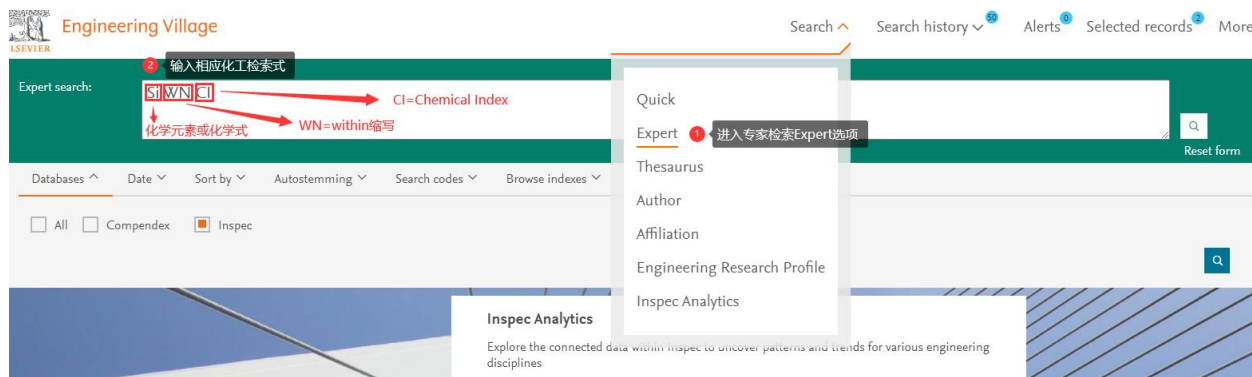 Engineering Village
Search
Search history
50
Alerts
0
Selected records
2
More
LSEVIER
2 输入相应化工检索式
Expert search:
Si WN CI
CI=Chemical Index
WN=within缩写
化学元素或化学式
Quick
Expert
1 进入专家检索Expert选项
Thesaurus
Author
Affiliation
Engineering Research Profile
Inspec Analytics
Reset form
Databases
Date
Sort by
Autostemming
Search codes
Browse indexes
All
Compendex
Inspec
Inspec Analytics
Explore the connected data within Inspec to uncover patterns and trends for various engineering
disciplines